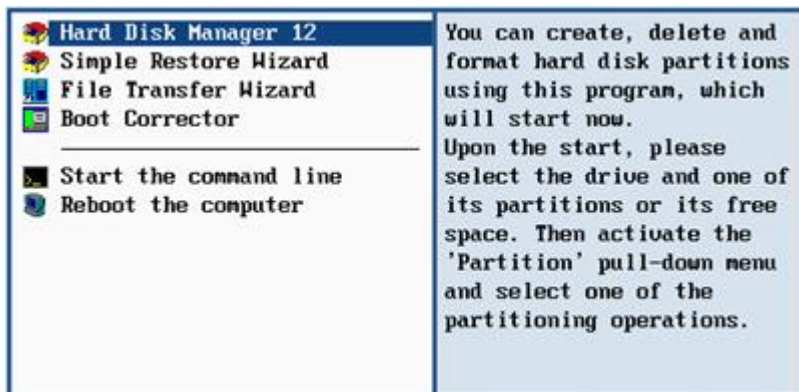 Hard Disk Manager 12
Simple Restore Wizard
File Transfer Wizard
Boot Corrector
Start the command line
Reboot the computer
You can create, delete and
format hard disk partitions
using this program, which
will start now.
Upon the start, please
select the drive and one of
its partitions or its free
space. Then activate the
'Partition' pull-down menu
and select one of the
partitioning operations.